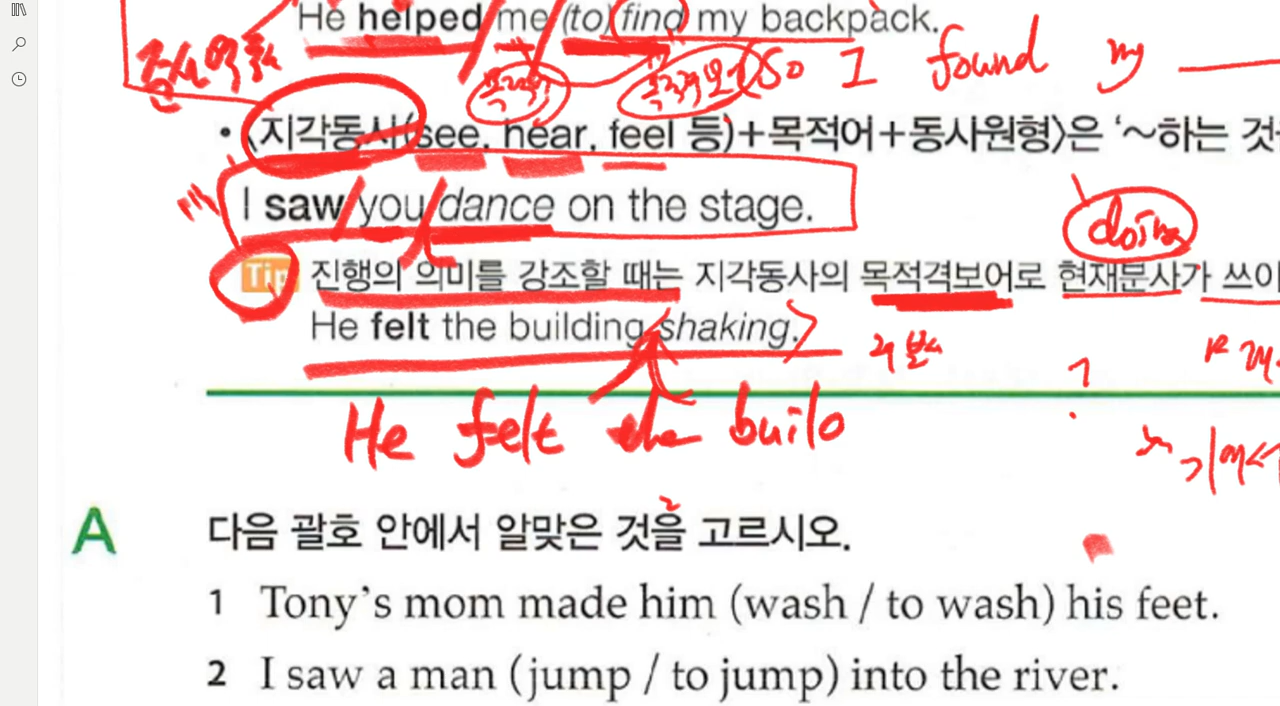 He helped me (to) find my backpack.
so I found my
• 〈지각동사(see, hear, feel 등)+목적어+동사원형〉은 ‘~하는 것
I saw you dance on the stage.
doing
Tip 진행의 의미를 강조할 때는 지각동사의 목적격보어로 현재분사가 쓰이
He felt the building shaking.
He felt the build
A 다음 괄호 안에서 알맞은 것을 고르시오.
1 Tony’s mom made him (wash / to wash) his feet.
2 I saw a man (jump / to jump) into the river.